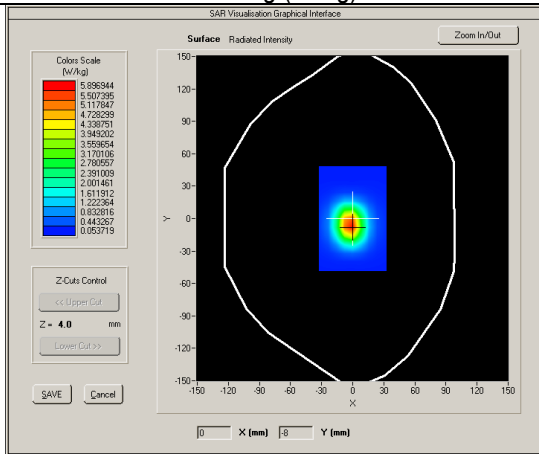 SAR Visualisation Graphical Interface
Surface Radiated Intensity
Zoom In/Out
Colors Scale
(W/kg)
5.896944
5.507395
5.117847
4.728299
4.338751
3.949202
3.559654
3.170106
2.780557
2.391009
2.001461
1.611912
1.222364
0.832816
0.443267
0.053719
Z-Cuts Control
<< Upper Cut
Z = 4.0 mm
Lower Cut >>
SAVE Cancel
150
120
90
60
30
0
-30
-60
-90
-120
-150
Y
-150 -120 -90 -60 -30 0 30 60 90 120 150
X
0 X (mm) -8 Y (mm)